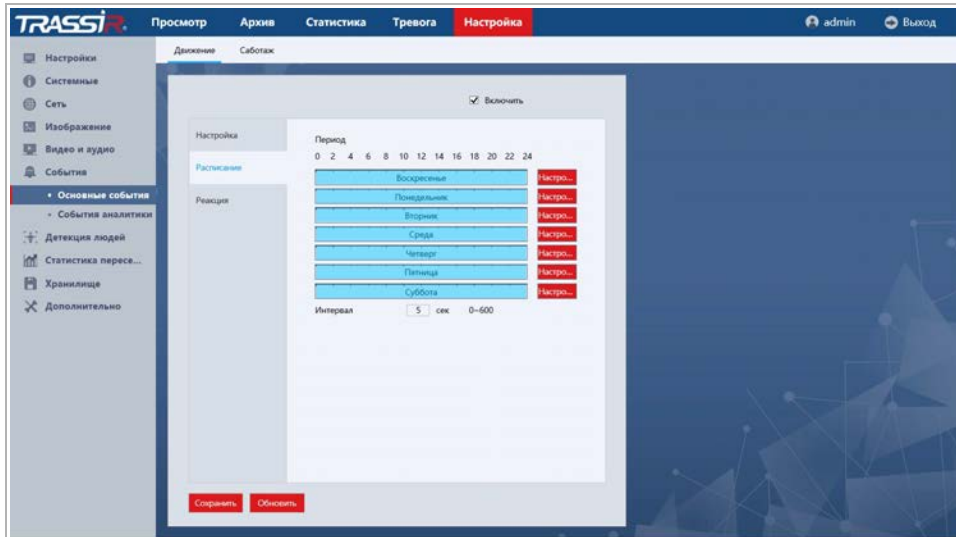 TRASSIR Просмотр Архив Статистика Тревога Настройка admin Выход
Движение Саботаж
Настройки
Системные
Сеть
Изображение
Видео и аудио
События
• Основные события
• События аналитики
Детекция людей
Статистика пересе...
Хранилище
Дополнительно
Включить
Настройка
Расписание
Реакция
Период
0 2 4 6 8 10 12 14 16 18 20 22 24
Воскресенье Настро...
Понедельник Настро...
Вторник Настро...
Среда Настро...
Четверг Настро...
Пятница Настро...
Суббота Настро...
Интервал 5 сек 0~600
Сохранить Обновить